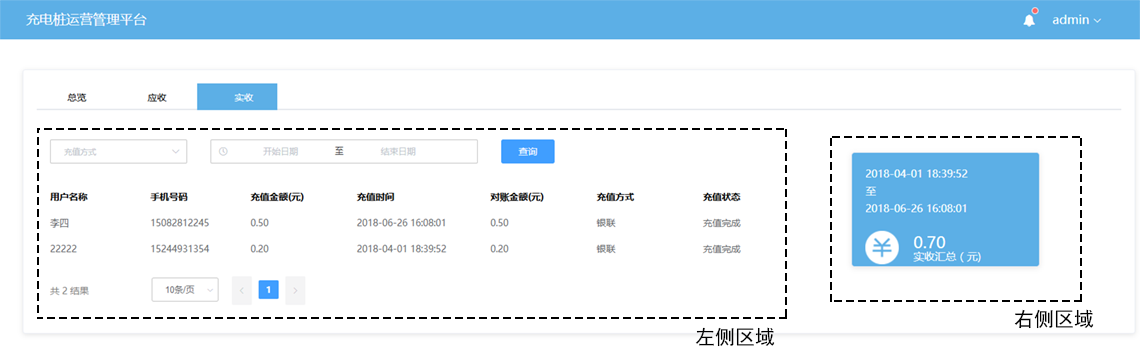 充电桩运营管理平台 admin
总览 应收 实收
充值方式 开始日期 至 结束日期 查询
用户名称 手机号码 充值金额(元) 充值时间 对账金额(元) 充值方式 充值状态
李四 15082812245 0.50 2018-06-26 16:08:01 0.50 银联 充值完成
22222 15244931354 0.20 2018-04-01 18:39:52 0.20 银联 充值完成
共 2 结果 10条/页 < 1 >
左侧区域
2018-04-01 18:39:52
至
2018-06-26 16:08:01
¥ 0.70
实收汇总（元)
右侧区域